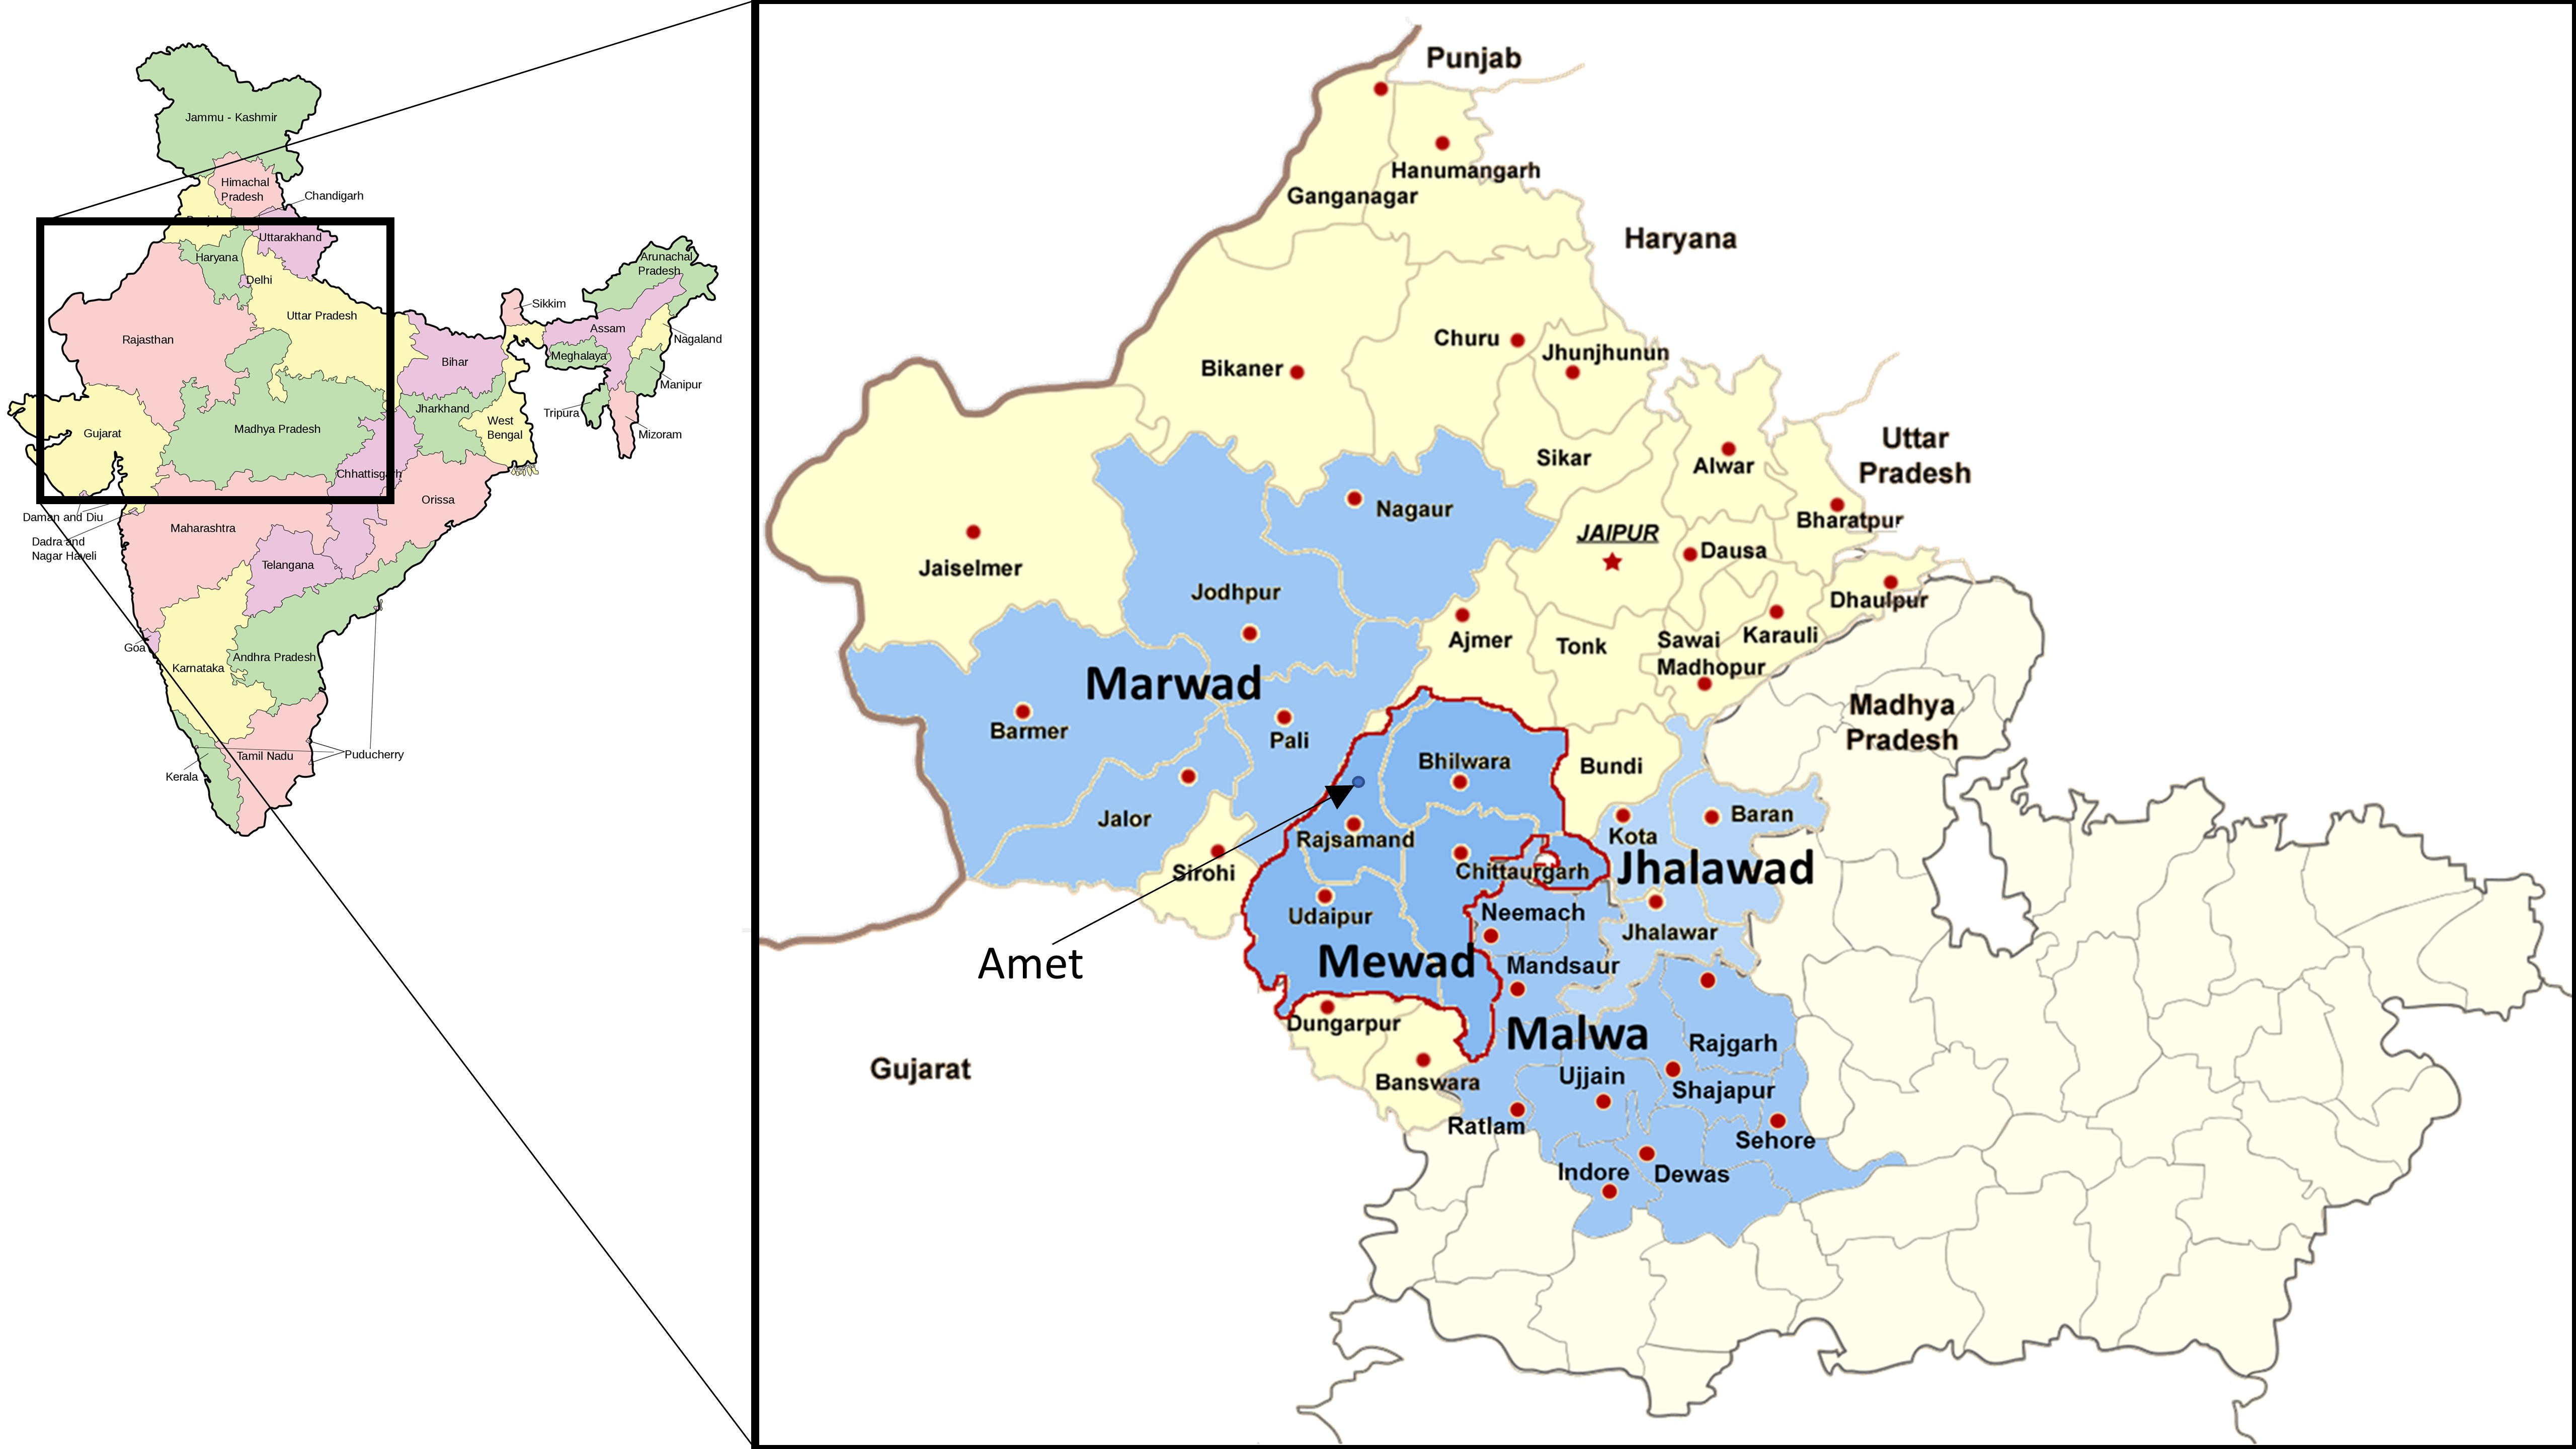 Jammu - Kashmir
Himachal
Pradesh
Chandigarh
Uttarakhand
Haryana
Delhi
Rajasthan
Uttar Pradesh
Bihar
Sikkim
Arunachal
Pradesh
Assam
Nagaland
Meghalaya
Manipur
Tripura
Mizoram
Jharkhand
West
Bengal
Gujarat
Madhya Pradesh
Chhattisgarh
Orissa
Daman and Diu
Dadra and
Nagar Haveli
Maharashtra
Telangana
Goa
Karnataka
Andhra Pradesh
Tamil Nadu
Puducherry
Kerala
Punjab
Hanumangarh
Ganganagar
Haryana
Churu
Jhunjhunun
Bikaner
Uttar
Pradesh
Sikar
Alwar
Nagaur
Bharatpur
JAIPUR
Dausa
Jaiselmer
Jodhpur
Dhaulpur
Ajmer
Tonk
Sawai
Madhopur
Karauli
Marwad
Madhya
Pradesh
Barmer
Pali
Bhilwara
Bundi
Jalor
Baran
Kota
Rajsamand
Jhalawad
Sirohi
Chittaurgarh
Udaipur
Neemach
Jhalawar
Amet
Mewad
Mandsaur
Dungarpur
Malwa
Rajgarh
Gujarat
Banswara
Ujjain
Shajapur
Ratlam
Sehore
Indore
Dewas